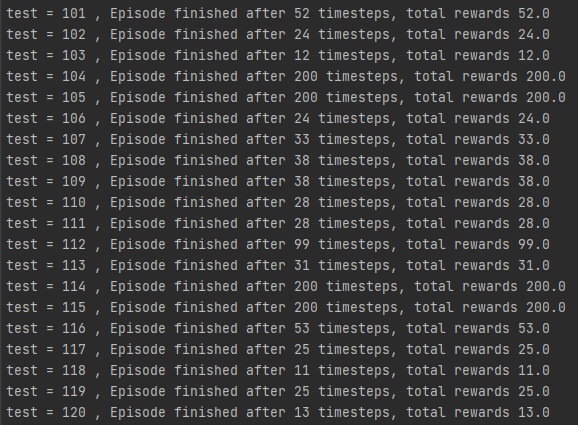 test = 101 , Episode finished after 52 timesteps, total rewards 52.0
test = 102 , Episode finished after 24 timesteps, total rewards 24.0
test = 103 , Episode finished after 12 timesteps, total rewards 12.0
test = 104 , Episode finished after 200 timesteps, total rewards 200.0
test = 105 , Episode finished after 200 timesteps, total rewards 200.0
test = 106 , Episode finished after 24 timesteps, total rewards 24.0
test = 107 , Episode finished after 33 timesteps, total rewards 33.0
test = 108 , Episode finished after 38 timesteps, total rewards 38.0
test = 109 , Episode finished after 38 timesteps, total rewards 38.0
test = 110 , Episode finished after 28 timesteps, total rewards 28.0
test = 111 , Episode finished after 28 timesteps, total rewards 28.0
test = 112 , Episode finished after 99 timesteps, total rewards 99.0
test = 113 , Episode finished after 31 timesteps, total rewards 31.0
test = 114 , Episode finished after 200 timesteps, total rewards 200.0
test = 115 , Episode finished after 200 timesteps, total rewards 200.0
test = 116 , Episode finished after 53 timesteps, total rewards 53.0
test = 117 , Episode finished after 25 timesteps, total rewards 25.0
test = 118 , Episode finished after 11 timesteps, total rewards 11.0
test = 119 , Episode finished after 25 timesteps, total rewards 25.0
test = 120 , Episode finished after 13 timesteps, total rewards 13.0